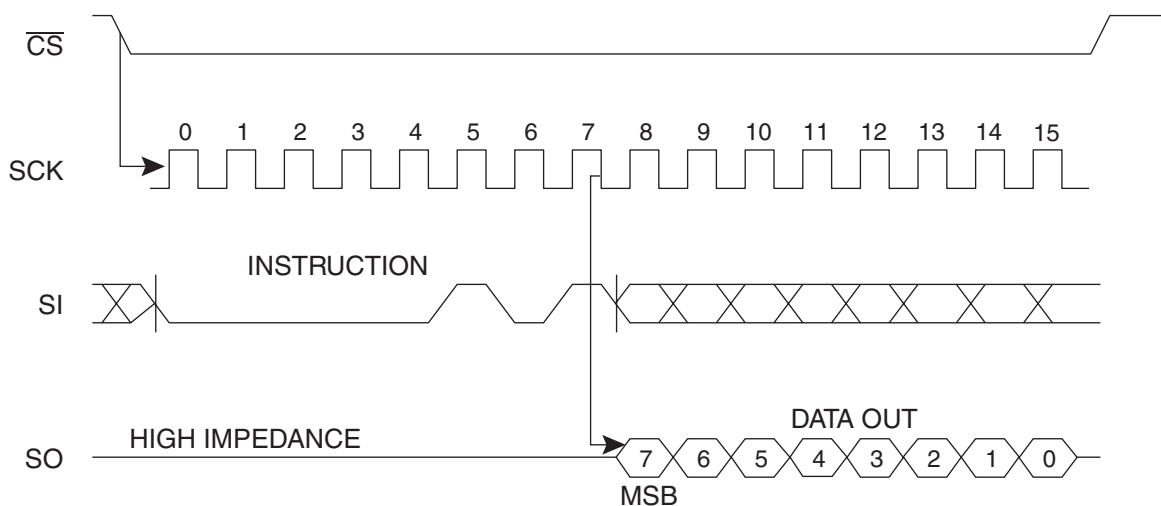 C̅S̅
0 1 2 3 4 5 6 7 8 9 10 11 12 13 14 15
SCK
INSTRUCTION
SI
DATA OUT
HIGH IMPEDANCE
SO
7 6 5 4 3 2 1 0
MSB